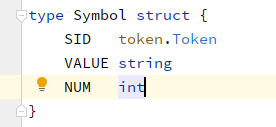 type Symbol struct {
SID token.Token
VALUE string
NUM int
}